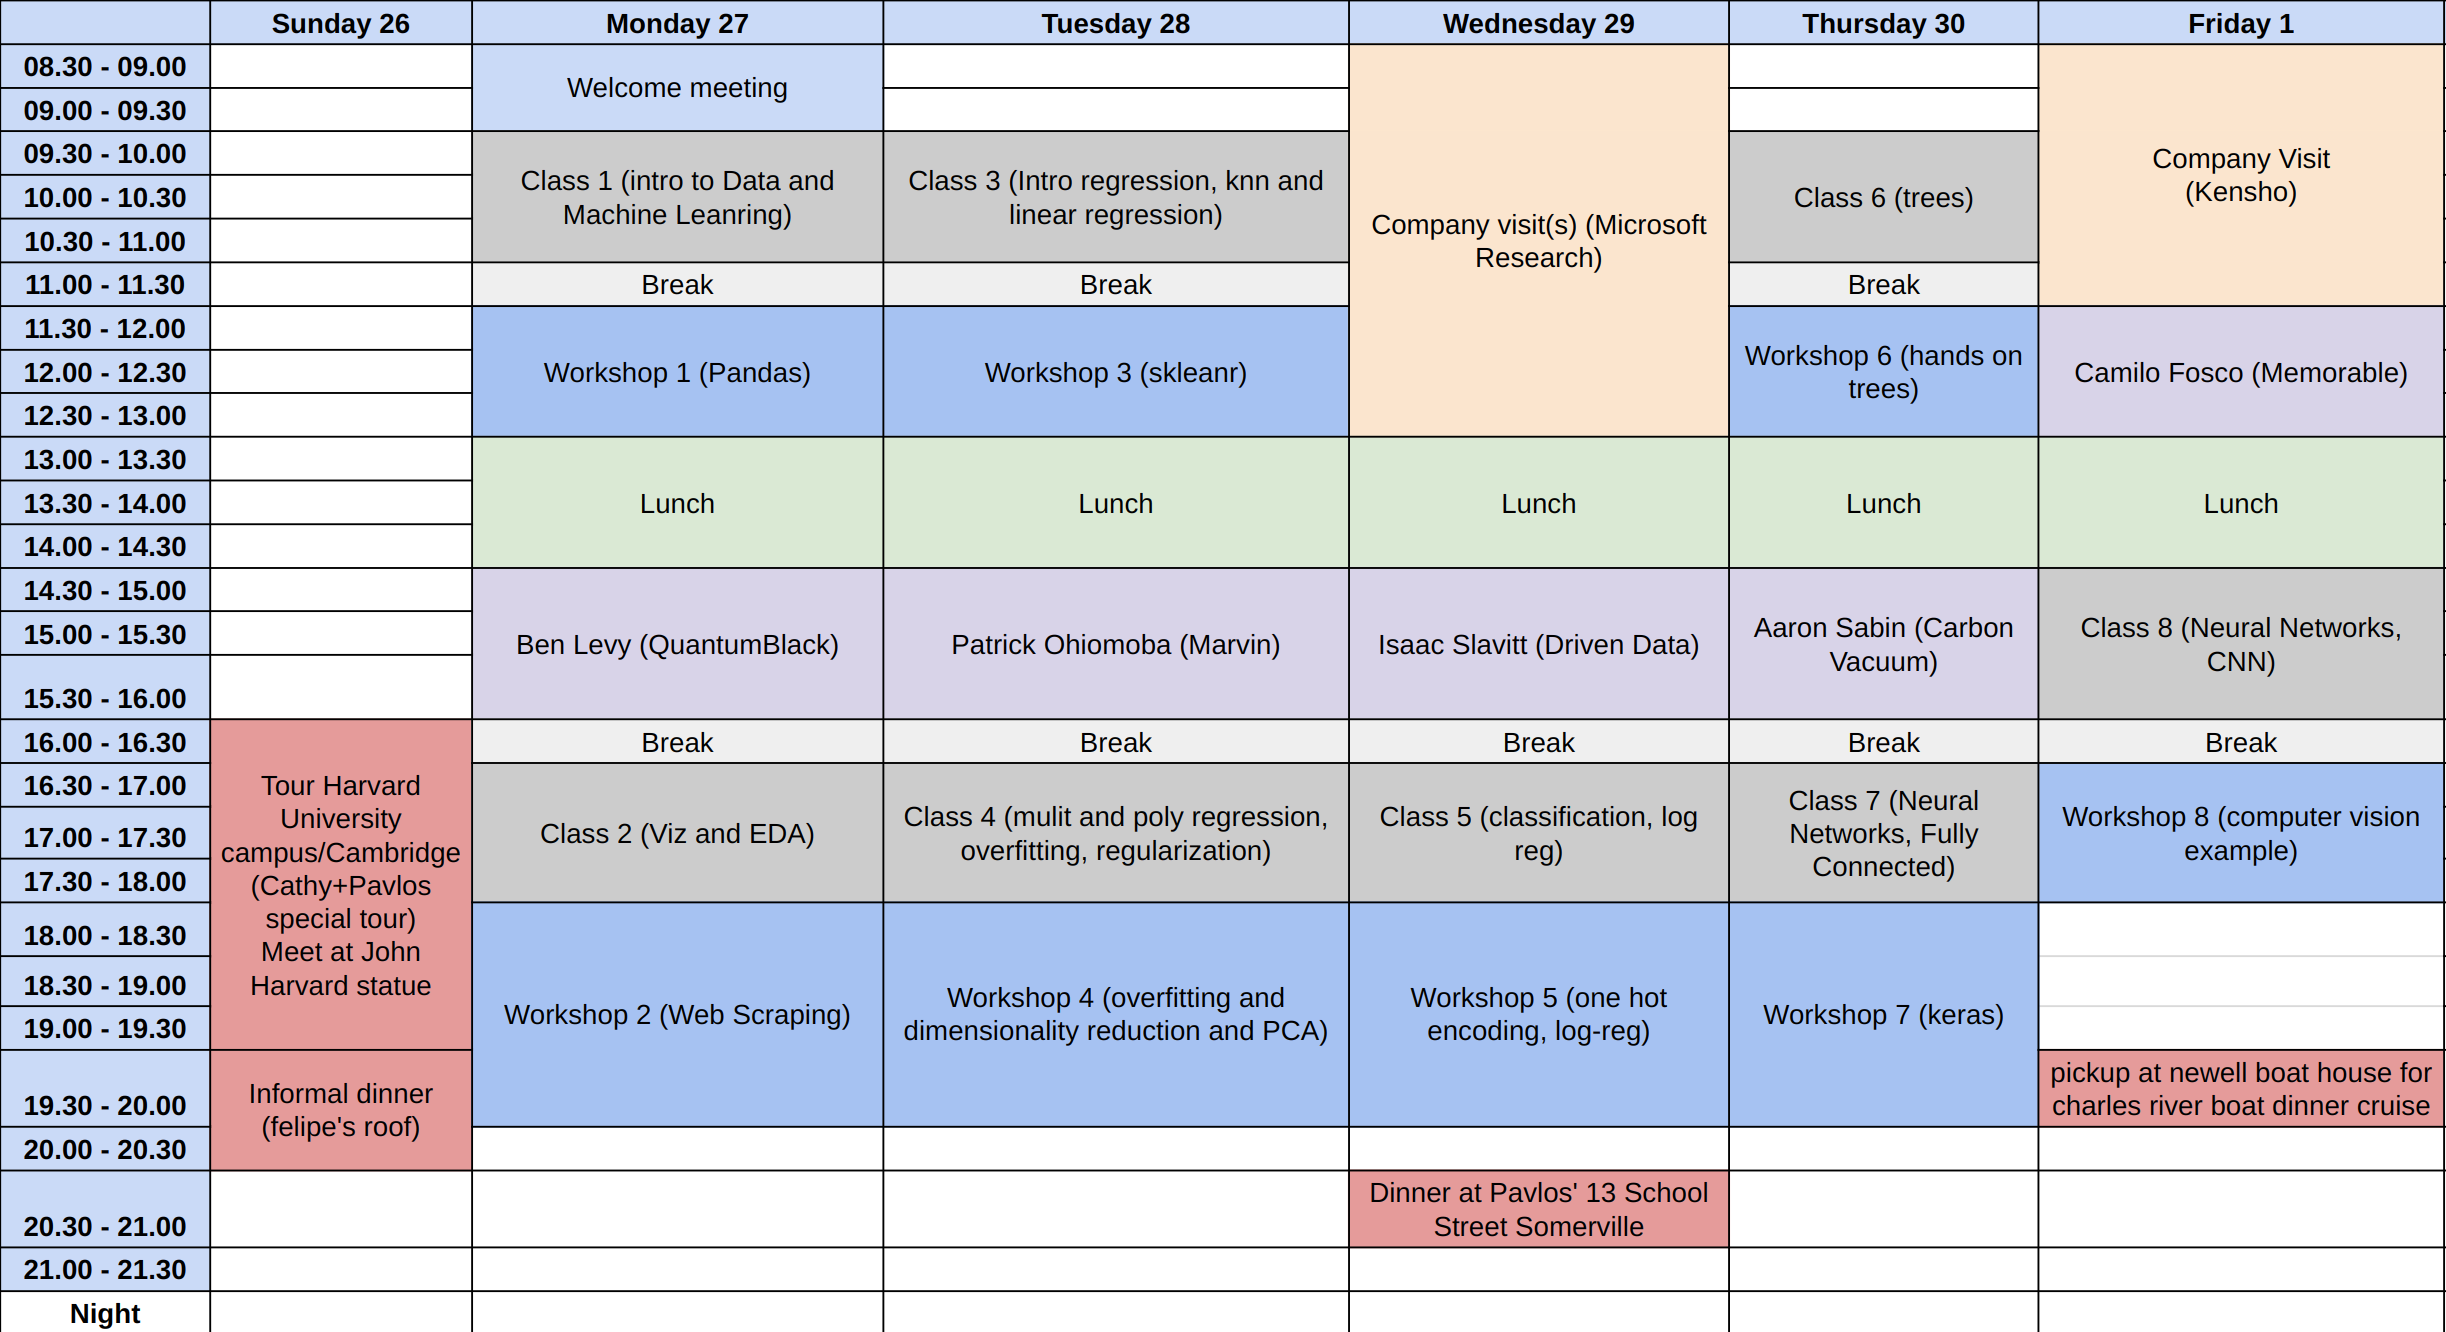 Sunday 26 Monday 27 Tuesday 28 Wednesday 29 Thursday 30 Friday 1
08.30 - 09.00
Welcome meeting
09.00 - 09.30
09.30 - 10.00
Class 1 (intro to Data and
Machine Leanring)
Class 3 (Intro regression, knn and
linear regression)
Company visit(s) (Microsoft
Research)
Class 6 (trees)
Company Visit
(Kensho)
10.00 - 10.30
10.30 - 11.00
11.00 - 11.30 Break Break Break
11.30 - 12.00
Workshop 1 (Pandas)
Workshop 3 (skleanr)
Workshop 6 (hands on
trees)
Camilo Fosco (Memorable)
12.00 - 12.30
12.30 - 13.00
13.00 - 13.30
13.30 - 14.00 Lunch Lunch Lunch Lunch Lunch
14.00 - 14.30
14.30 - 15.00
15.00 - 15.30
Ben Levy (QuantumBlack)
Patrick Ohiomoba (Marvin)
Isaac Slavitt (Driven Data)
Aaron Sabin (Carbon
Vacuum)
Class 8 (Neural Networks,
CNN)
15.30 - 16.00
16.00 - 16.30 Break Break Break Break Break
Tour Harvard
University
campus/Cambridge
(Cathy+Pavlos
special tour)
Meet at John
Harvard statue
16.30 - 17.00
17.00 - 17.30
Class 2 (Viz and EDA)
Class 4 (mulit and poly regression,
overfitting, regularization)
Class 5 (classification, log
reg)
Class 7 (Neural
Networks, Fully
Connected)
Workshop 8 (computer vision
example)
17.30 - 18.00
18.00 - 18.30
18.30 - 19.00
Workshop 2 (Web Scraping)
Workshop 4 (overfitting and
dimensionality reduction and PCA)
Workshop 5 (one hot
encoding, log-reg)
Workshop 7 (keras)
19.00 - 19.30
19.30 - 20.00
Informal dinner
(felipe's roof)
pickup at newell boat house for
charles river boat dinner cruise
20.00 - 20.30
20.30 - 21.00
Dinner at Pavlos' 13 School
Street Somerville
21.00 - 21.30
Night